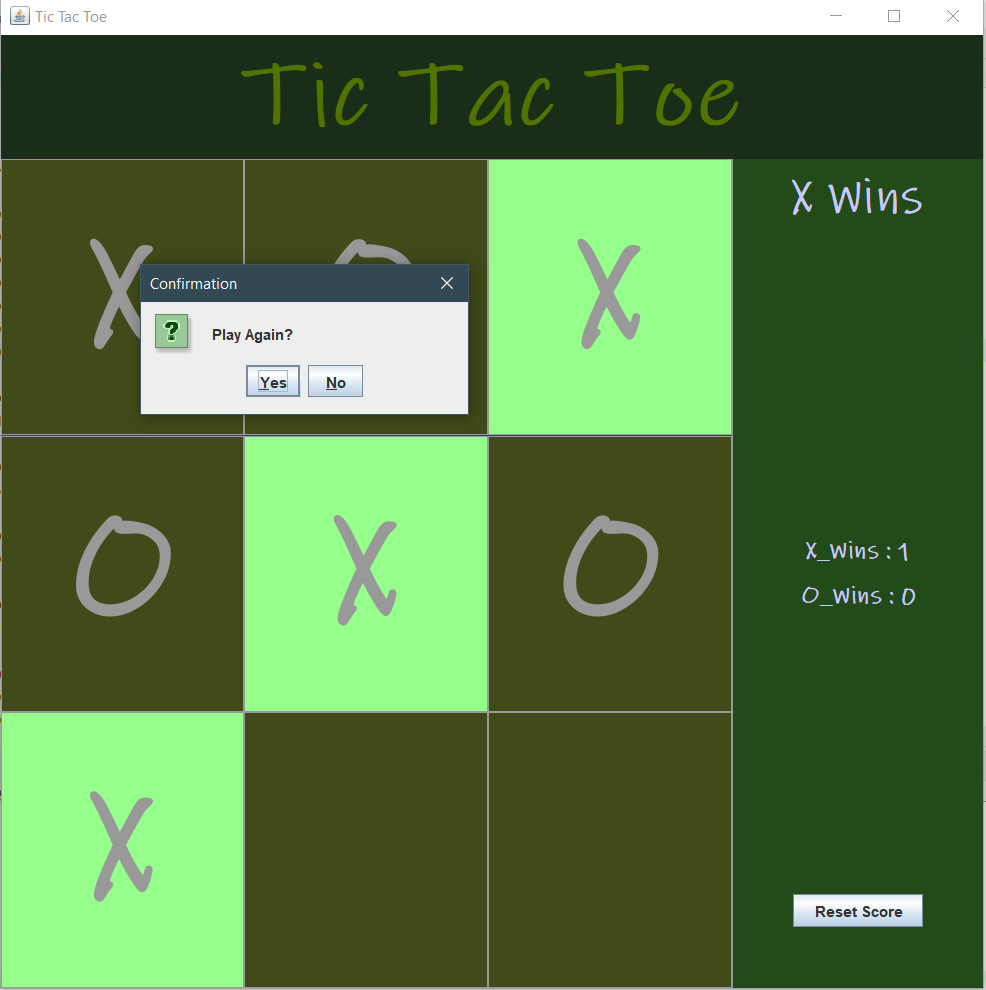 Tic Tac Toe
Tic Tac Toe
X Wins
X O X
Confirmation
?
Play Again?
Yes No
O X O
X_Wins : 1
O_Wins : 0
X
Reset Score